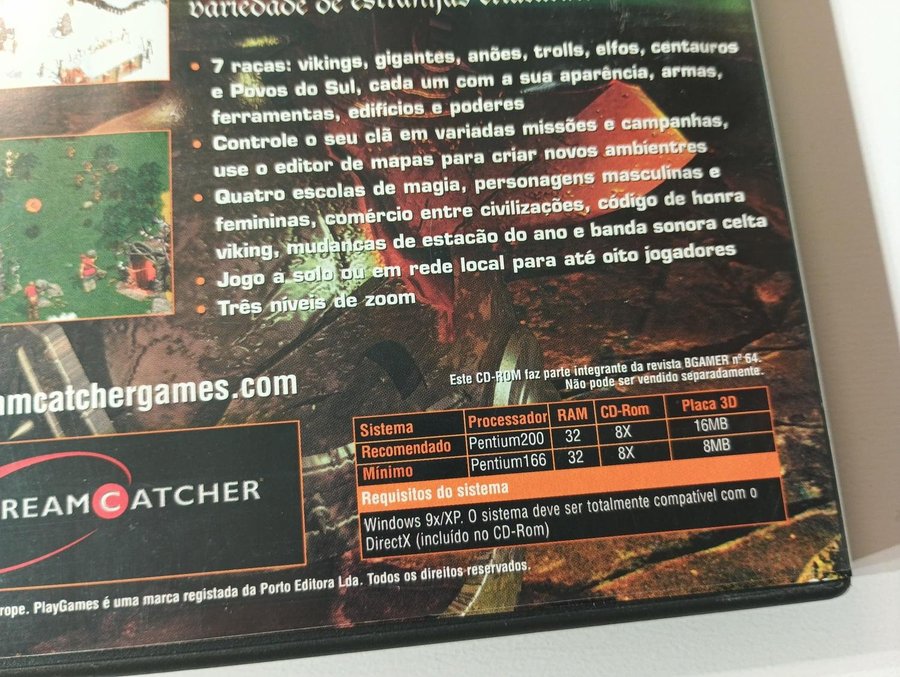 variedade de estranhas criaturas
• 7 raças: vikings, gigantes, anões, trolls, elfos, centauros
e Povos do Sul, cada um com a sua aparência, armas,
ferramentas, edifícios e poderes
• Controle o seu clã em variadas missões e campanhas,
use o editor de mapas para criar novos ambientres
• Quatro escolas de magia, personagens masculinas e
femininas, comércio entre civilizações, código de honra
viking, mudanças de estacão do ano e banda sonora celta
• Jogo a solo ou em rede local para até oito jogadores
• Três níveis de zoom
amcatchergames.com
Este CD-ROM faz parte integrante da revista BGAMER nº 64.
Não pode ser vendido separadamente.
Sistema Processador RAM CD-Rom Placa 3D
Recomendado Pentium200 32 8X 16MB
Mínimo Pentium166 32 8X 8MB
Requisitos do sistema
Windows 9x/XP. O sistema deve ser totalmente compatível com o
DirectX (incluído no CD-Rom)
REAMCATCHER
rope. PlayGames é uma marca registada da Porto Editora Lda. Todos os direitos reservados.